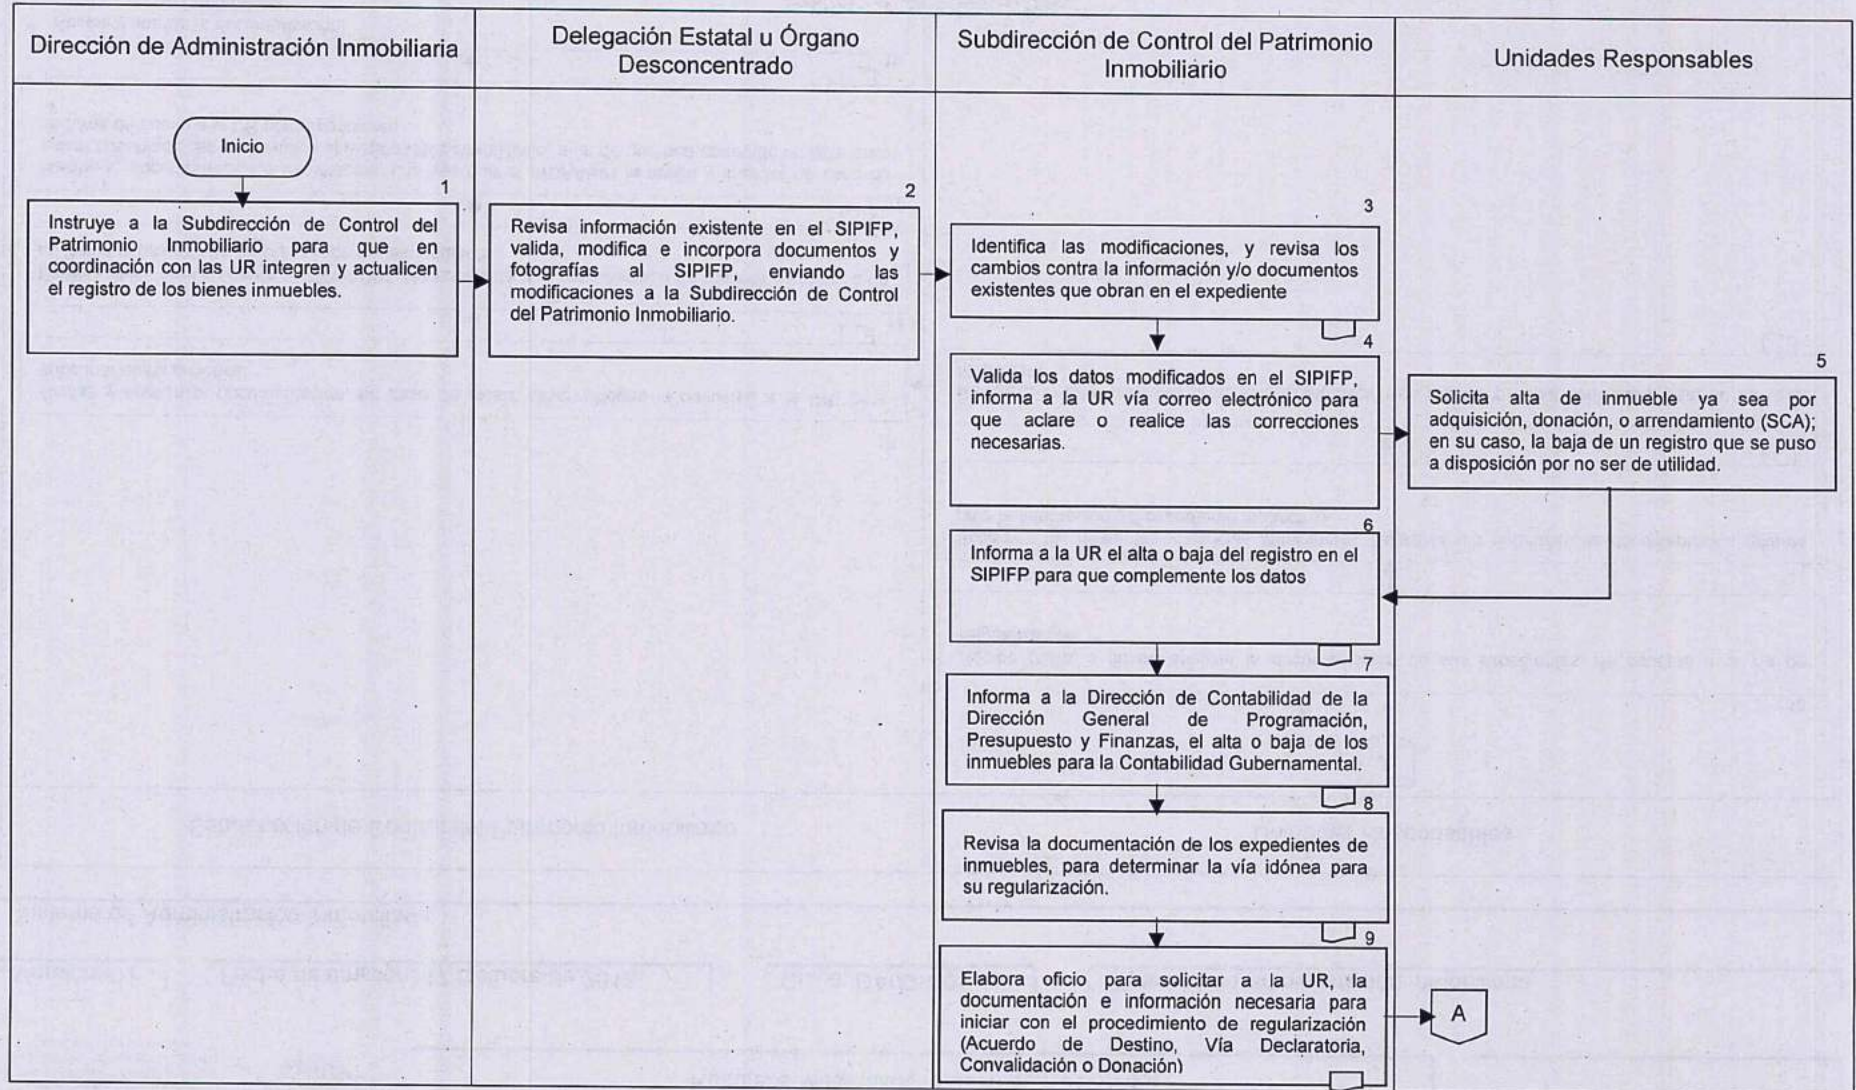 Dirección de Administración Inmobiliaria
Delegación Estatal u Órgano
Desconcentrado
Subdirección de Control del Patrimonio
Inmobiliario
Unidades Responsables
Inicio
1
Instruye a la Subdirección de Control del
Patrimonio Inmobiliario para que en
coordinación con las UR integren y actualicen
el registro de los bienes inmuebles.
2
Revisa información existente en el SIPIFP,
valida, modifica e incorpora documentos y
fotografías al SIPIFP, enviando las
modificaciones a la Subdirección de Control
del Patrimonio Inmobiliario.
3
Identifica las modificaciones, y revisa los
cambios contra la información y/o documentos
existentes que obran en el expediente
4
Valida los datos modificados en el SIPIFP,
informa a la UR vía correo electrónico para
que aclare o realice las correcciones
necesarias.
5
Solicita alta de inmueble ya sea por
adquisición, donación, o arrendamiento (SCA);
en su caso, la baja de un registro que se puso
a disposición por no ser de utilidad.
6
Informa a la UR el alta o baja del registro en el
SIPIFP para que complemente los datos
7
Informa a la Dirección de Contabilidad de la
Dirección General de Programación,
Presupuesto y Finanzas, el alta o baja de los
inmuebles para la Contabilidad Gubernamental.
8
Revisa la documentación de los expedientes de
inmuebles, para determinar la vía idónea para
su regularización.
9
Elabora oficio para solicitar a la UR, la
documentación e información necesaria para
iniciar con el procedimiento de regularización
(Acuerdo de Destino, Vía Declaratoria,
Convalidación o Donación)
A